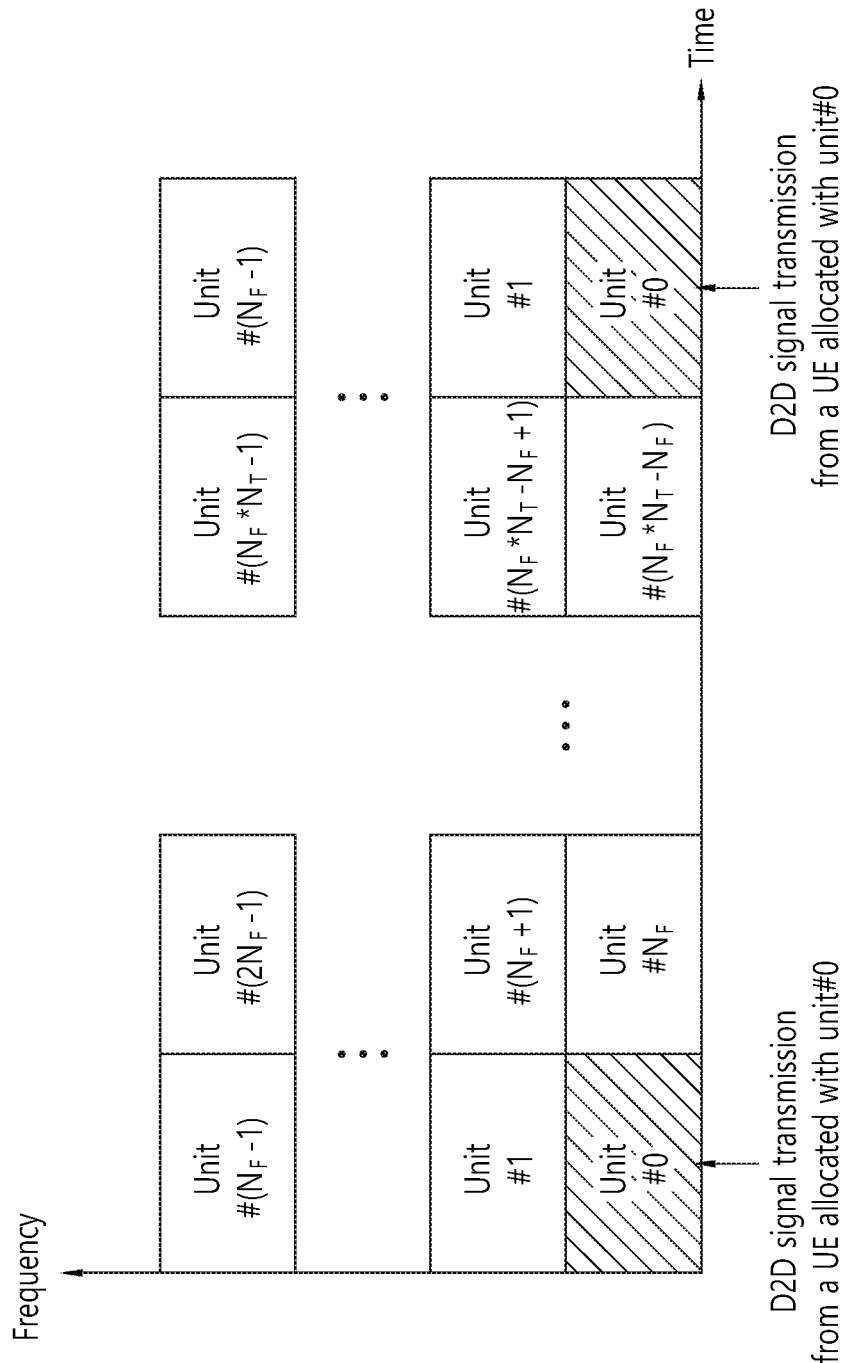 Frequency
Unit
#(N_F -1)
Unit
#(2N_F -1)
Unit
#(N_F *N_T -1)
Unit
#(N_F -1)
Unit
#1
Unit
#(N_F +1)
Unit
#(N_F *N_T -N_F +1)
Unit
#1
Unit
#0
Unit
#N_F
Unit
#(N_F *N_T -N_F)
Unit
#0
Time
D2D signal transmission
from a UE allocated with unit#0
D2D signal transmission
from a UE allocated with unit#0